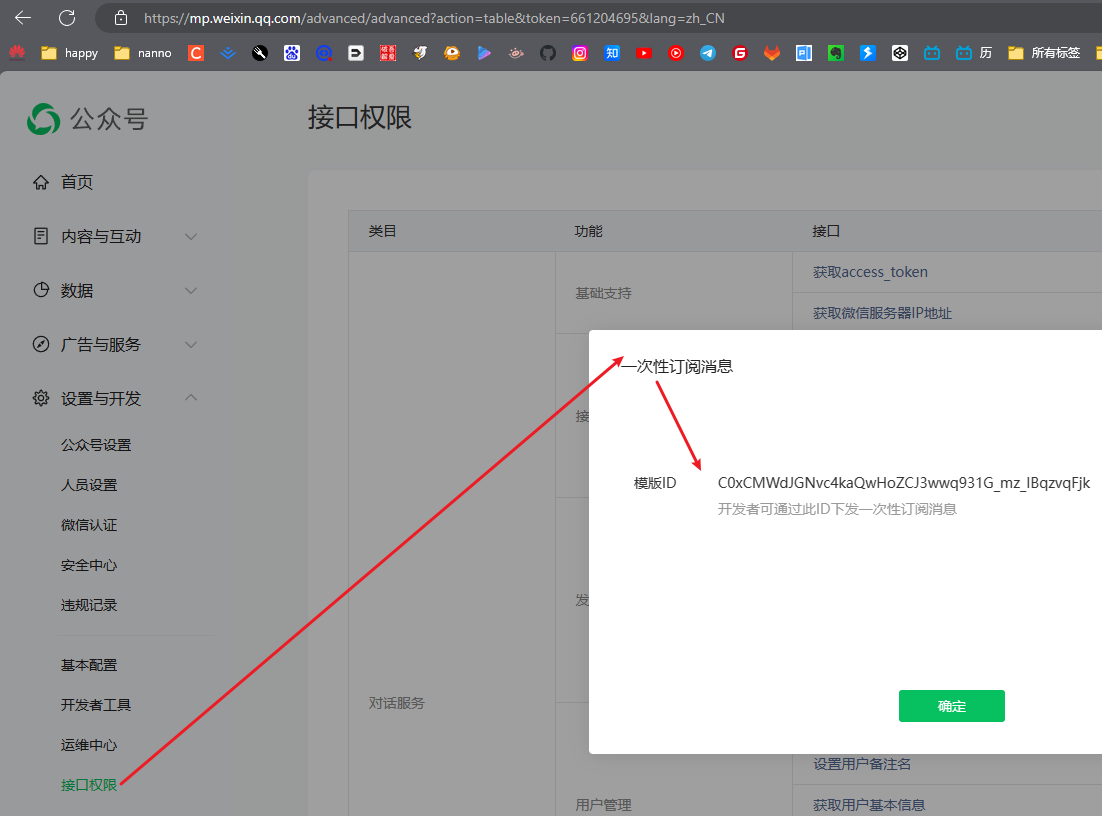 https://mp.weixin.qq.com/advanced/advanced?action=table&token=661204695&lang=zh_CN
happy nanno 历 所有标签
公众号
接口权限
首页
内容与互动
数据
广告与服务
设置与开发
公众号设置
人员设置
微信认证
安全中心
违规记录
基本配置
开发者工具
运维中心
接口权限
类目 功能 接口
基础支持
获取access_token
获取微信服务器IP地址
接
发
对话服务
设置用户备注名
用户管理
获取用户基本信息
一次性订阅消息
模版ID C0xCMWdJGNvc4kaQwHoZCJ3wwq931G_mz_IBqzvqFjk
开发者可通过此ID下发一次性订阅消息
确定